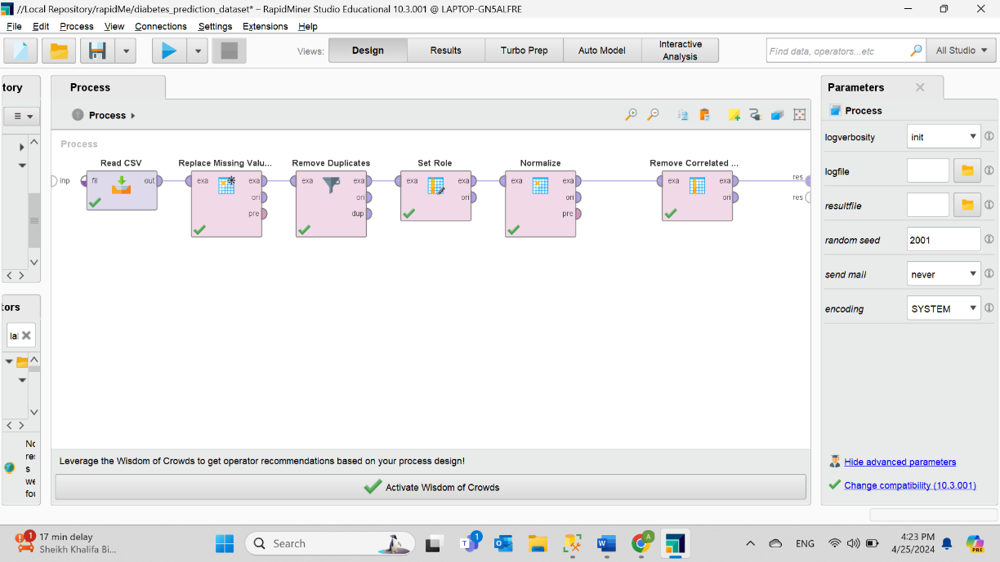 //Local Repository/rapidMe/diabetes_prediction_dataset* – RapidMiner Studio Educational 10.3.001 @ LAPTOP-GN5ALFRE
File Edit Process View Connections Settings Extensions Help
Views: Design Results Turbo Prep Auto Model Interactive Analysis
Find data, operators...etc
All Studio
tory
Process
Parameters
Process
Process
logverbosity init
Process
Read CSV
Replace Missing Valu...
Remove Duplicates
Set Role
Normalize
Remove Correlated ...
inp fil out exa exa exa exa exa exa exa exa exa exa res
ori ori ori ori ori res
pre dup pre
logfile
resultfile
random seed 2001
send mail never
encoding SYSTEM
tors
lal
Leverage the Wisdom of Crowds to get operator recommendations based on your process design!
Activate Wisdom of Crowds
Hide advanced parameters
Change compatibility (10.3.001)
No
re
s
we
fou
1
17 min delay
Sheikh Khalifa Bi...
Search
1
A
ENG
4:23 PM
4/25/2024
PRE